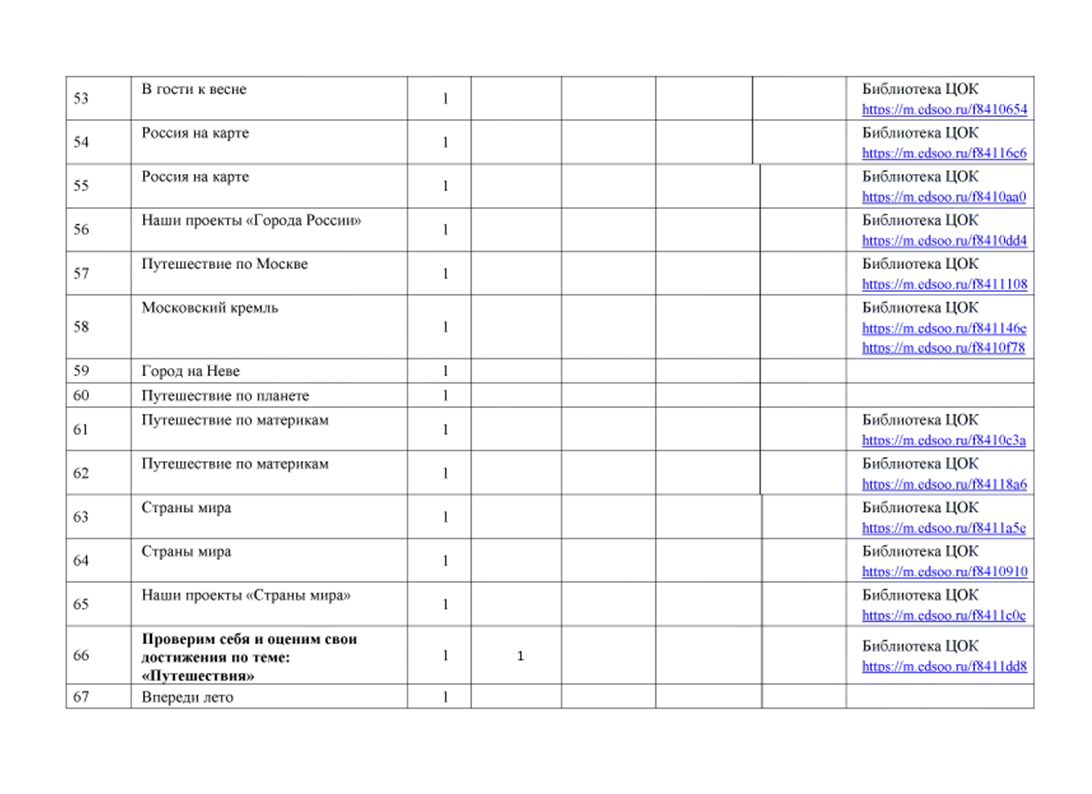 53 В гости к весне 1 Библиотека ЦОК
https://m.edsoo.ru/f8410654
54 Россия на карте 1 Библиотека ЦОК
https://m.edsoo.ru/f84116c6
55 Россия на карте 1 Библиотека ЦОК
https://m.edsoo.ru/f8410aa0
56 Наши проекты «Города России» 1 Библиотека ЦОК
https://m.edsoo.ru/f8410dd4
57 Путешествие по Москве 1 Библиотека ЦОК
https://m.edsoo.ru/f8411108
58 Московский кремль 1 Библиотека ЦОК
https://m.edsoo.ru/f841146e
https://m.edsoo.ru/f8410f78
59 Город на Неве 1
60 Путешествие по планете 1
61 Путешествие по материкам 1 Библиотека ЦОК
https://m.edsoo.ru/f8410c3a
62 Путешествие по материкам 1 Библиотека ЦОК
https://m.edsoo.ru/f84118a6
63 Страны мира 1 Библиотека ЦОК
https://m.edsoo.ru/f8411a5e
64 Страны мира 1 Библиотека ЦОК
https://m.edsoo.ru/f8410910
65 Наши проекты «Страны мира» 1 Библиотека ЦОК
https://m.edsoo.ru/f8411c0c
66 Проверим себя и оценим свои
достижения по теме:
«Путешествия» 1 1 Библиотека ЦОК
https://m.edsoo.ru/f8411dd8
67 Впереди лето 1